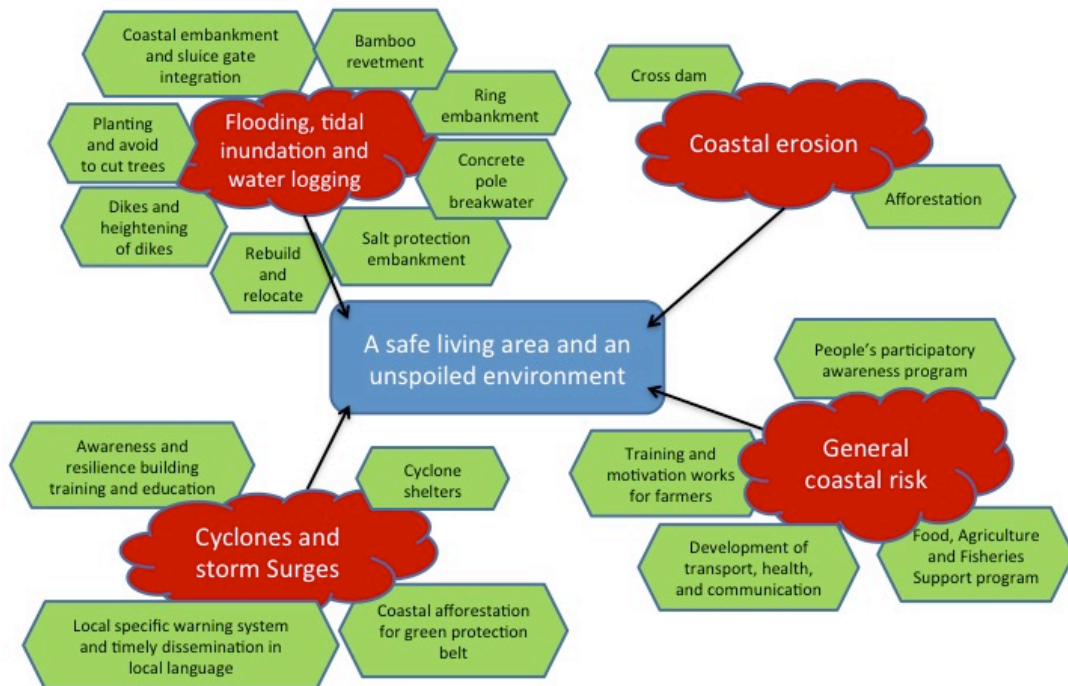 Coastal embankment
and sluice gate
integration
Bamboo
revetment
Ring
embankment
Planting
and avoid
to cut trees
Flooding, tidal
inundation and
water logging
Concrete
pole
breakwater
Dikes and
heightening
of dikes
Rebuild
and
relocate
Salt protection
embankment
Cross dam
Coastal erosion
Afforestation
A safe living area and an
unspoiled environment
People's participatory
awareness program
Training and
motivation works
for farmers
General
coastal risk
Development of
transport, health,
and communication
Food, Agriculture
and Fisheries
Support program
Awareness and
resilience building
training and education
Cyclone
shelters
Cyclones and
storm Surges
Local specific warning system
and timely dissemination in
local language
Coastal afforestation
for green protection
belt